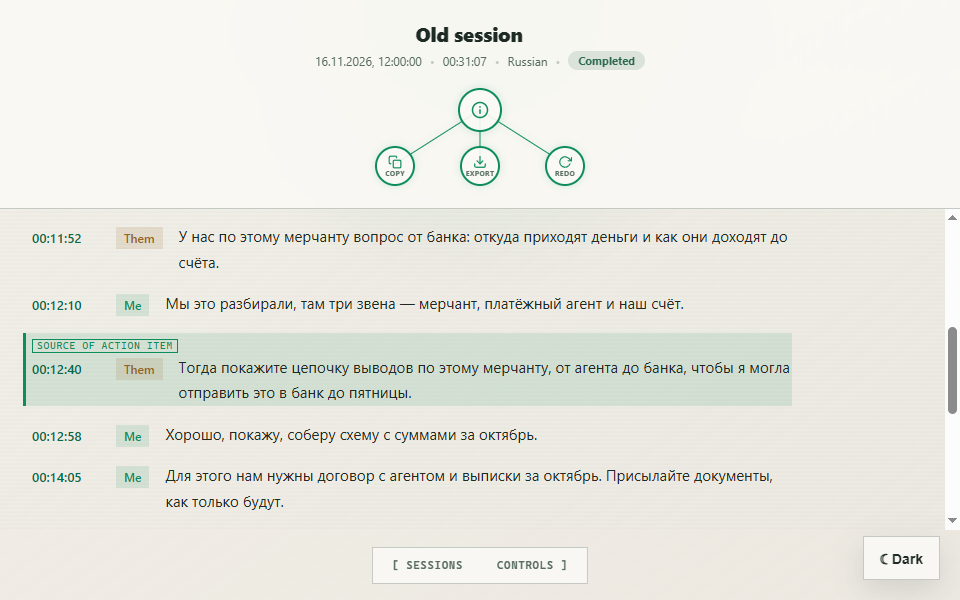 Old session
16.11.2026, 12:00:00 • 00:31:07 • Russian • Completed
COPY
EXPORT
REDO
00:11:52 Them У нас по этому мерчанту вопрос от банка: откуда приходят деньги и как они доходят до
счёта.
00:12:10 Me Мы это разбирали, там три звена — мерчант, платёжный агент и наш счёт.
SOURCE OF ACTION ITEM
00:12:40 Them Тогда покажите цепочку выводов по этому мерчанту, от агента до банка, чтобы я могла
отправить это в банк до пятницы.
00:12:58 Me Хорошо, покажу, соберу схему с суммами за октябрь.
00:14:05 Me Для этого нам нужны договор с агентом и выписки за октябрь. Присылайте документы,
как только будут.
[ SESSIONS CONTROLS ]
☾ Dark